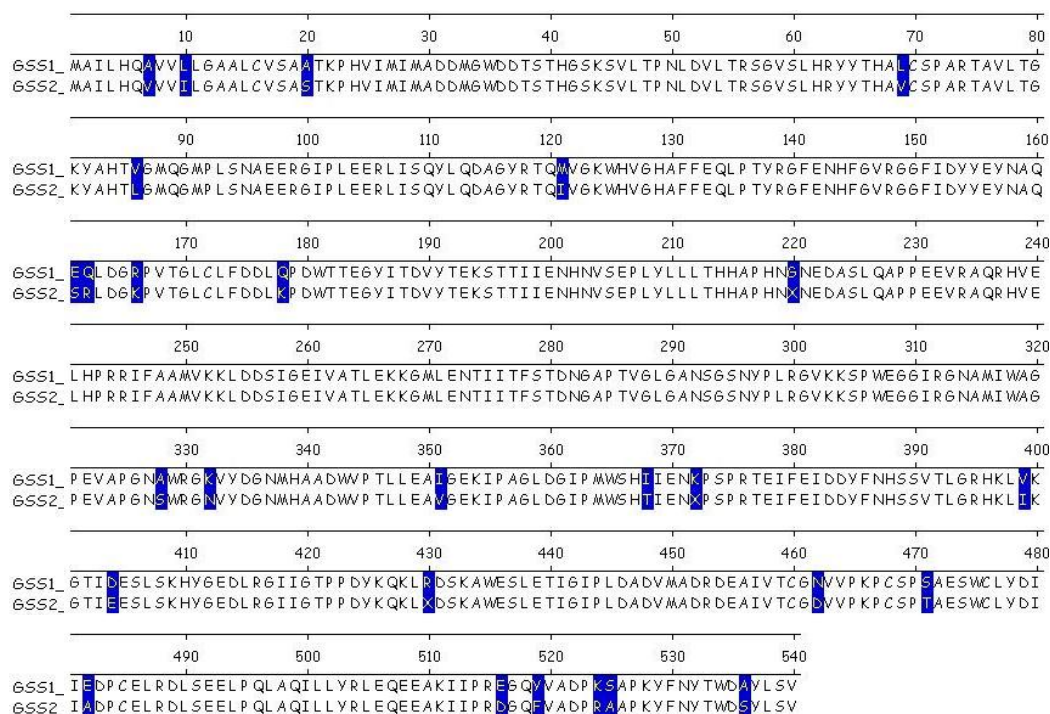 10 20 30 40 50 60 70 80
GSS1_ MAILHQAVVLLGAALCVSAATKPHVIMIMADDMGWDDTSTHGSKSVLTPNLDVLTRSGVSLHRYYTHALCSPARTAVLTG
GSS2_ MAILHQVVVILGAALCVSASTKPHVIMIMADDMGWDDTSTHGSKSVLTPNLDVLTRSGVSLHRYYTHAVCSPARTAVLTG
90 100 110 120 130 140 150 160
GSS1_ KYAHTVGMQGMPLSNAEERGIPLEERLISQYLQDAGYRTQMVGKWHVGHAFFEQLPTYRGFENHFGVRGGFIDYYEYNAQ
GSS2_ KYAHTLGMQGMPLSNAEERGIPLEERLISQYLQDAGYRTQIVGKWHVGHAFFEQLPTYRGFENHFGVRGGFIDYYEYNAQ
170 180 190 200 210 220 230 240
GSS1_ EQLDGRPVTGLCLFDDLQPDWTTEGYITDVYTEKSTTIIENHNVSEPLYLLLTHHAPHNGNEDASLQAPPEEVRAQRHVE
GSS2_ SRLDGKPVTGLCLFDDLKPDWTTEGYITDVYTEKSTTIIENHNVSEPLYLLLTHHAPHNXNEDASLQAPPEEVRAQRHVE
250 260 270 280 290 300 310 320
GSS1_ LHPRRIFAAMVKKLDDSIGEIVATLEKKGMLENTIITFSTDNGAPTVGLGANSGSNYPLRGVKKSPWEGGIRGNAMIWAG
GSS2_ LHPRRIFAAMVKKLDDSIGEIVATLEKKGMLENTIITFSTDNGAPTVGLGANSGSNYPLRGVKKSPWEGGIRGNAMIWAG
330 340 350 360 370 380 390 400
GSS1_ PEVAPGNAWRGKVYDGNMHAADWVPTLLEAIGEKIPAGLDGIPMWSHIIENKPSPRTEIFEIDDYFNHSSVTLGRHKLVK
GSS2_ PEVAPGNSWRGNVYDGNMHAADWVPTLLEAVGEKIPAGLDGIPMWSHTIENXPSPRTEIFEIDDYFNHSSVTLGRHKLIK
410 420 430 440 450 460 470 480
GSS1_ GTIDESLSKHYGEDLRGIIGTPPDYKQKLRDSKAWESLETIGIPLDADVMADRDEAIVTCGNVVPKPCSPSAESWCLYDI
GSS2_ GTIEESLSKHYGEDLRGIIGTPPDYKQKLXDSKAWESLETIGIPLDADVMADRDEAIVTCGDVVPKPCSPTAESWCLYDI
490 500 510 520 530 540
GSS1_ IEDPCELRDLSEELPQLAQILLYRLEQEEAKIIPREGQYVADPKSAPKYFNYTWDAYLSV
GSS2_ IADPCELRDLSEELPQLAQILLYRLEQEEAKIIPRDGQFVADPRAAPKYFNYTWDSYLSV